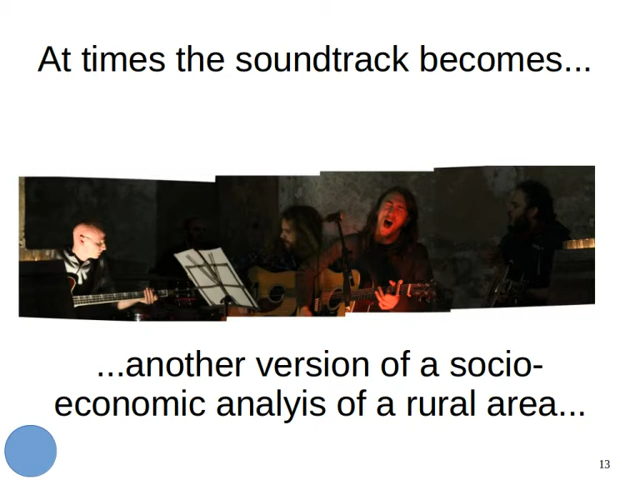 At times the soundtrack becomes...
...another version of a socio-
economic analyis of a rural area...
13